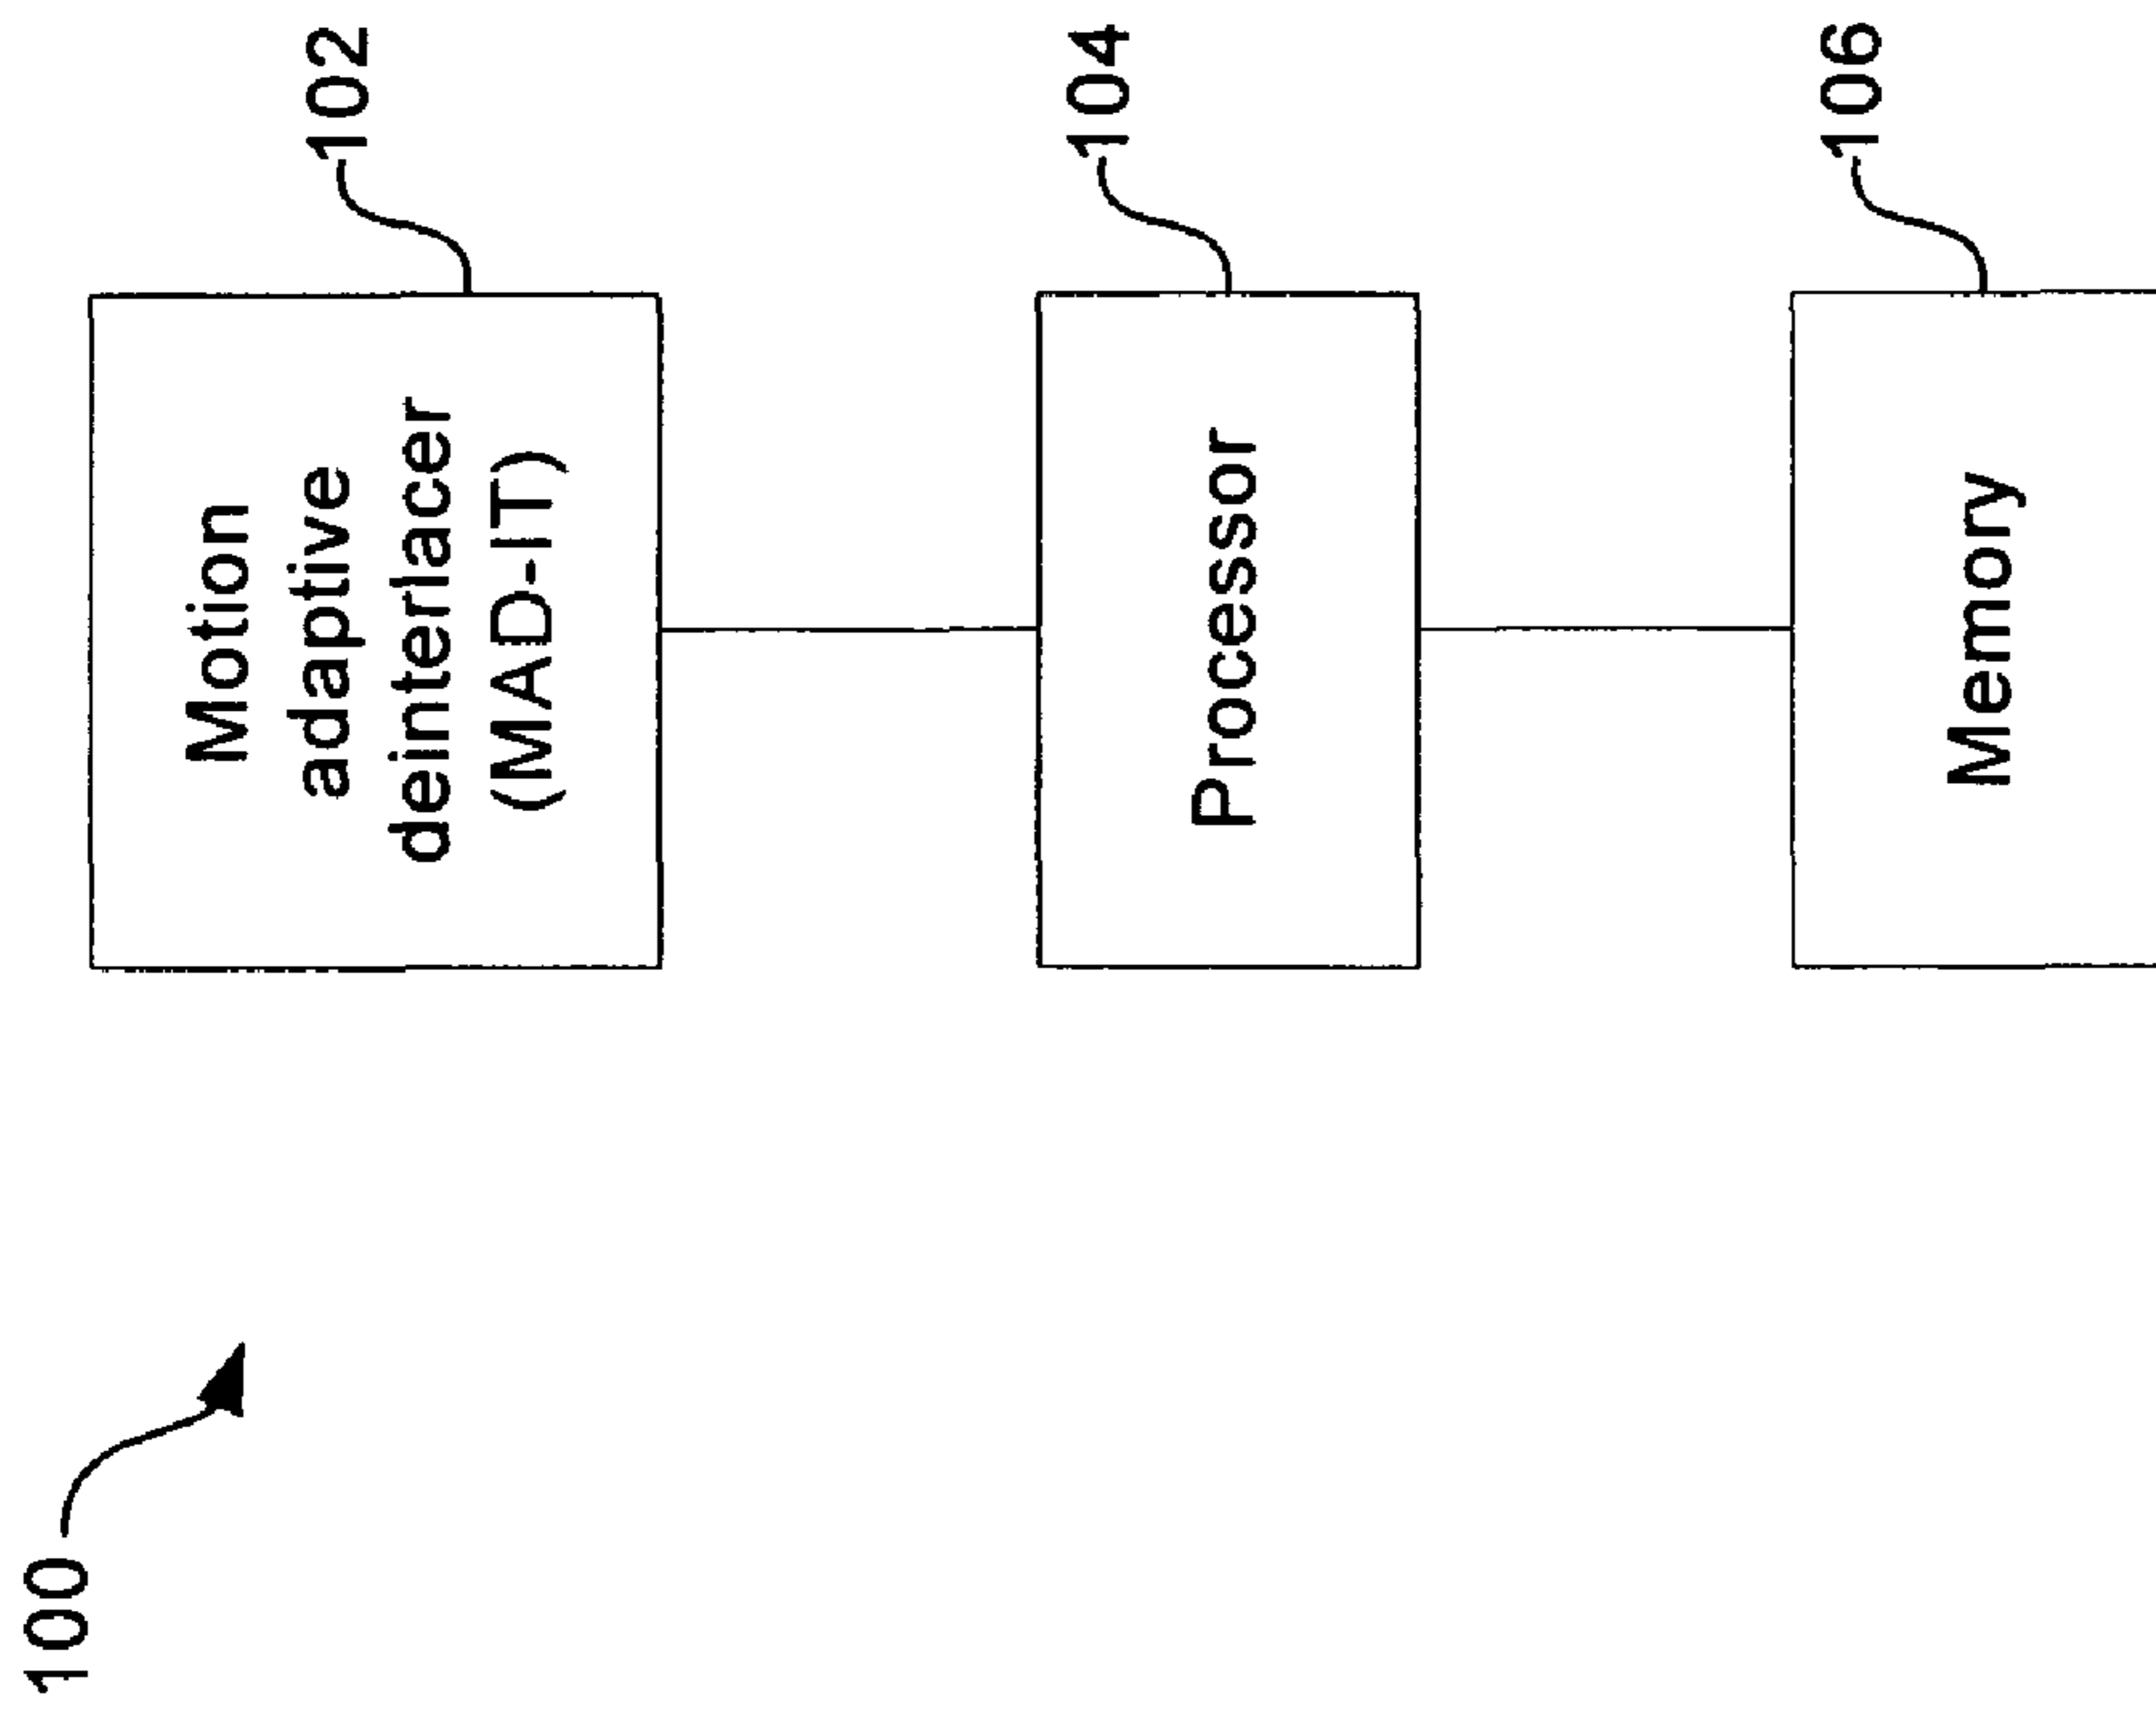 100
Motion
adaptive
deinterlacer
(MAD-IT)
102
Processor
104
Memory
106